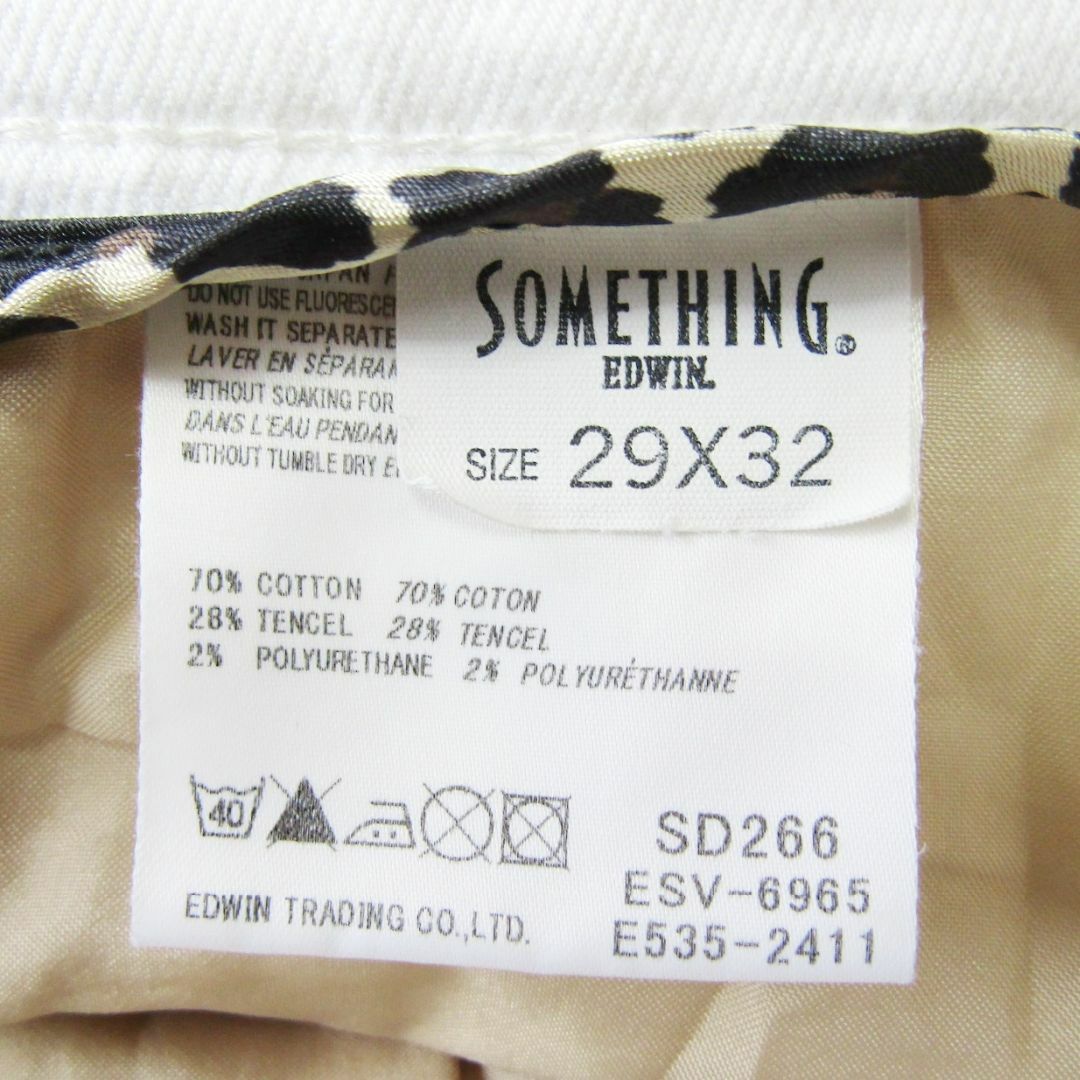 DO NOT USE FLUORESCE
WASH IT SEPARATE
LAVER EN SÉPARA
WITHOUT SOAKING FOR
DANS L'EAU PENDAN
WITHOUT TUMBLE DRY
SOMETHING®
EDWIN.
SIZE 29X32
70% COTTON 70% COTON
28% TENCEL 28% TENCEL
2% POLYURETHANE 2% POLYURÉTHANNE
40
SD266
ESV-6965
EDWIN TRADING CO.,LTD.
E535-2411